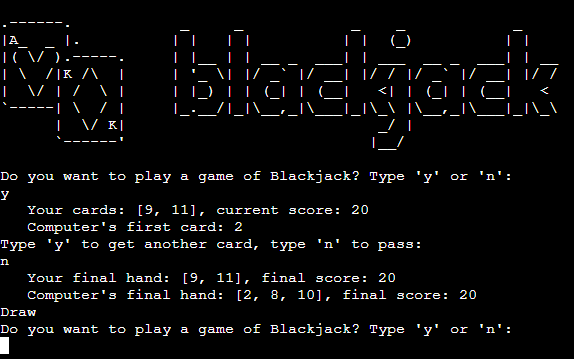 A
K
K
blackjack
Do you want to play a game of Blackjack? Type 'y' or 'n':
y
Your cards: [9, 11], current score: 20
Computer's first card: 2
Type 'y' to get another card, type 'n' to pass:
n
Your final hand: [9, 11], final score: 20
Computer's final hand: [2, 8, 10], final score: 20
Draw
Do you want to play a game of Blackjack? Type 'y' or 'n':